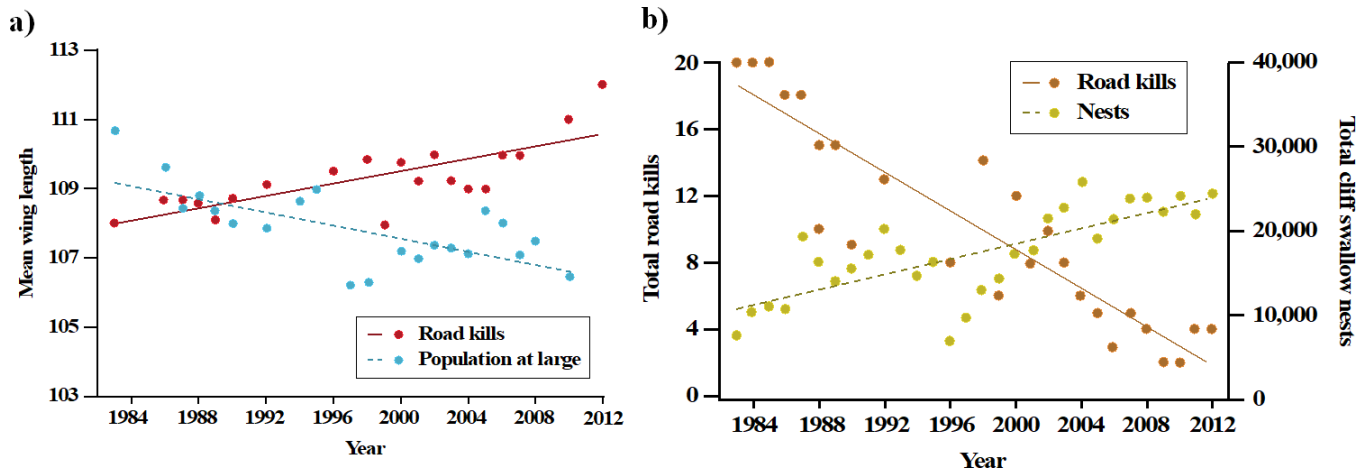 a)
113
111
109
107
105
103
Mean wing length
Road kills
Population at large
1984 1988 1992 1996 2000 2004 2008 2012
Year
b)
20
16
12
8
4
0
Total road kills
Road kills
Nests
40,000
30,000
20,000
10,000
0
Total cliff swallow
nests
1984 1988 1992 1996 2000 2004 2008 2012
Year